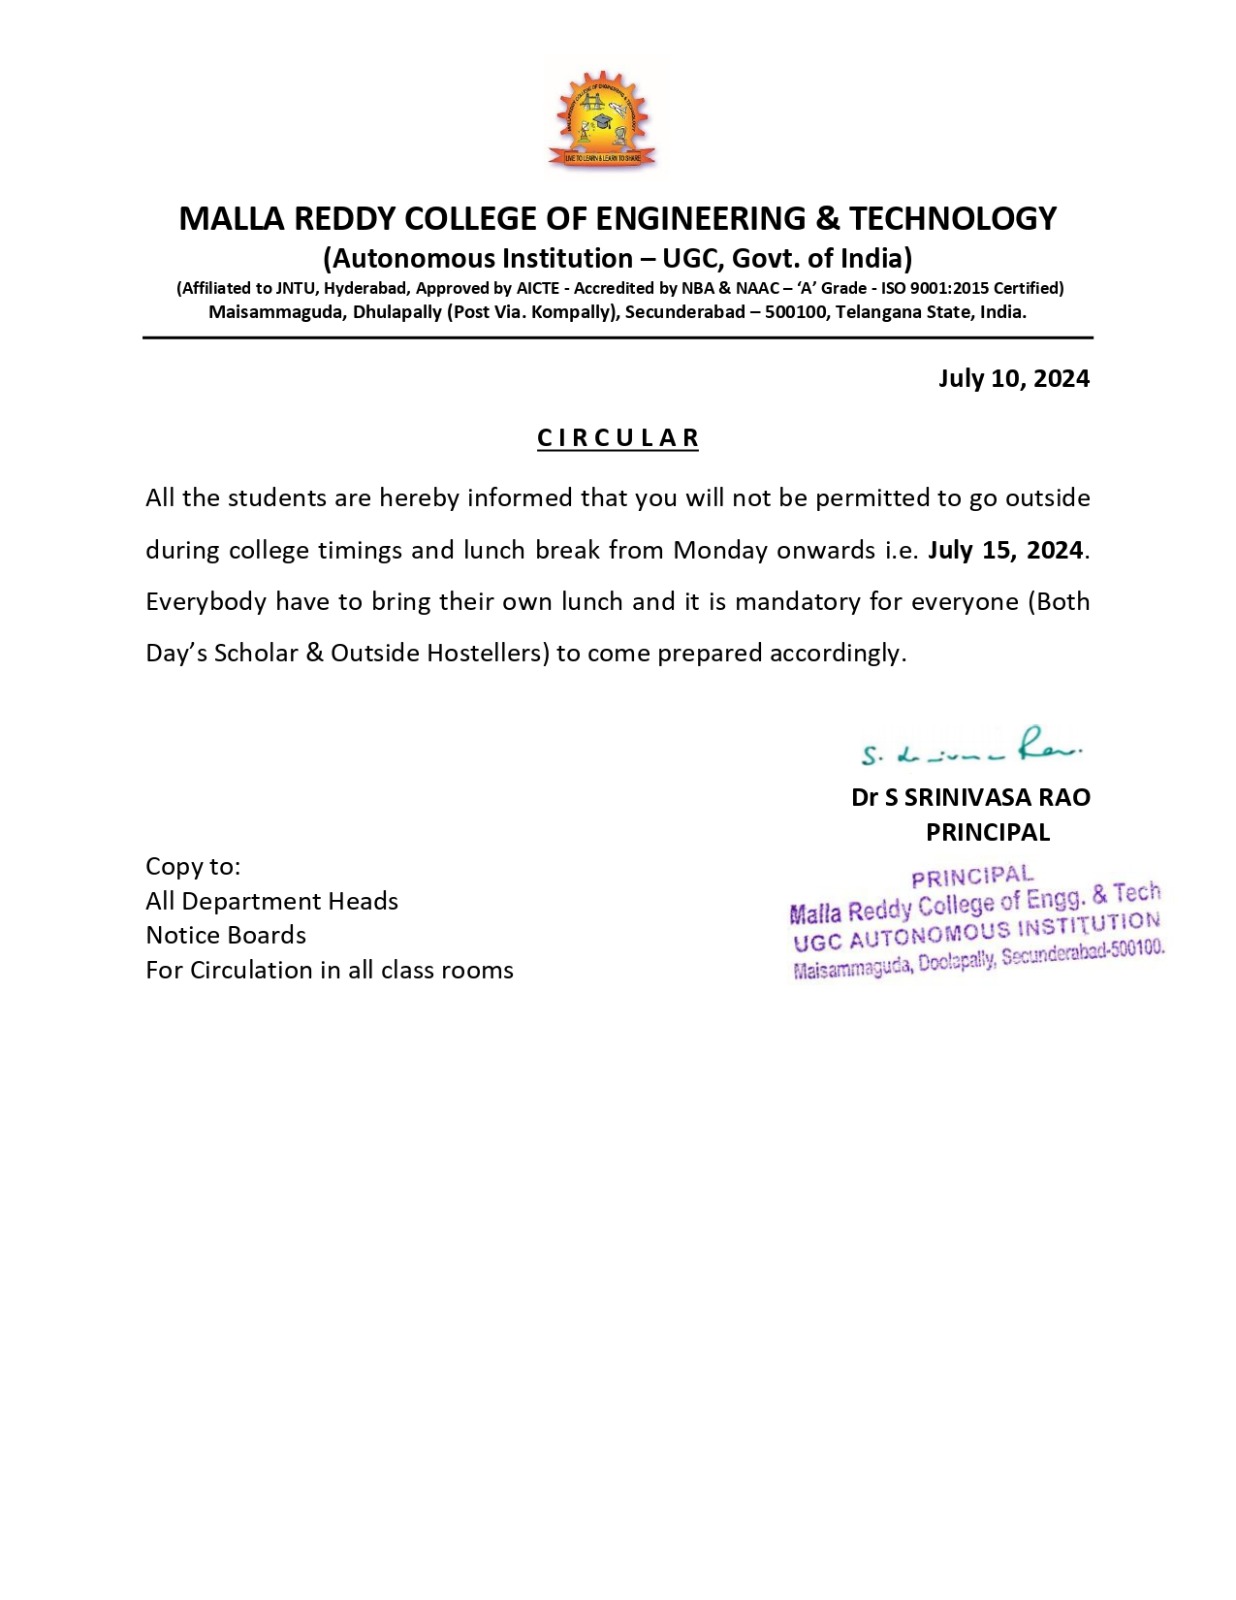 MALLAREDDY COLLEGE OF ENGINEERING & TECHNOLOGY
LIVE TO LEARN & LEARN TO SHARE
MALLA REDDY COLLEGE OF ENGINEERING & TECHNOLOGY
(Autonomous Institution – UGC, Govt. of India)
(Affiliated to JNTU, Hyderabad, Approved by AICTE - Accredited by NBA & NAAC – ‘A’ Grade - ISO 9001:2015 Certified)
Maisammaguda, Dhulapally (Post Via. Kompally), Secunderabad – 500100, Telangana State, India.
July 10, 2024
C I R C U L A R
All the students are hereby informed that you will not be permitted to go outside
during college timings and lunch break from Monday onwards i.e. July 15, 2024.
Everybody have to bring their own lunch and it is mandatory for everyone (Both
Day’s Scholar & Outside Hostellers) to come prepared accordingly.
S. Rao.
Dr S SRINIVASA RAO
PRINCIPAL
Copy to:
All Department Heads
Notice Boards
For Circulation in all class rooms
PRINCIPAL
Malla Reddy College of Engg. & Tech
UGC AUTONOMOUS INSTITUTION
Maisammaguda, Doolapally, Secunderabad-500100.